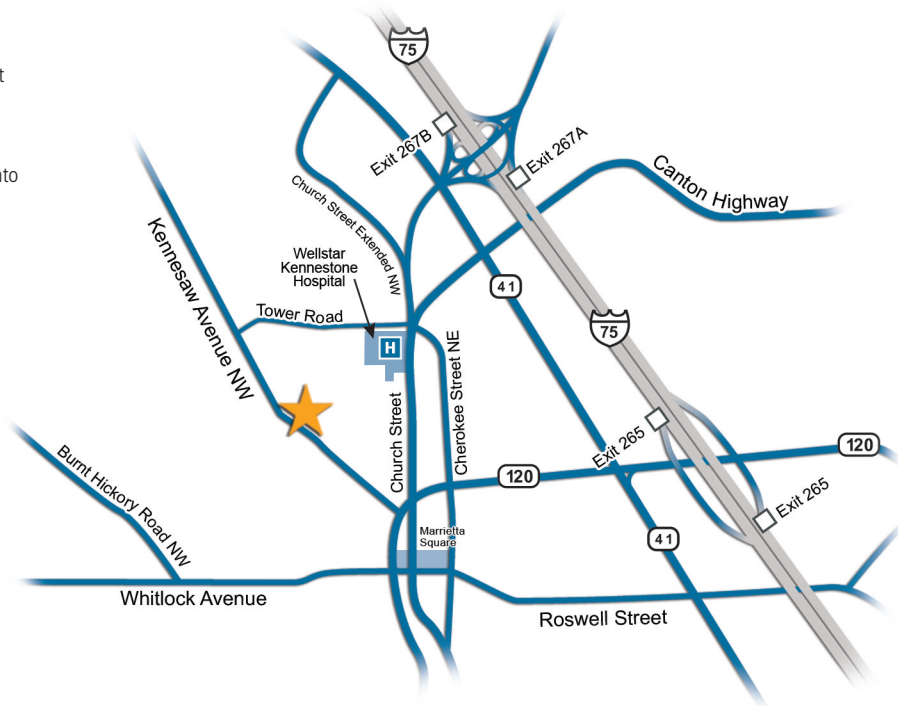 t
nto
75
Exit 267B
Exit 267A
Canton Highway
Church Street Extended NW
Kennesaw Avenue NW
Wellstar
Kennestone
Hospital
41
Tower Road
75
H
Church Street
Cherokee Street NE
Exit 265
120
120
Burnt Hickory Road NW
Exit 265
Marrietta
Square
41
Whitlock Avenue
Roswell Street